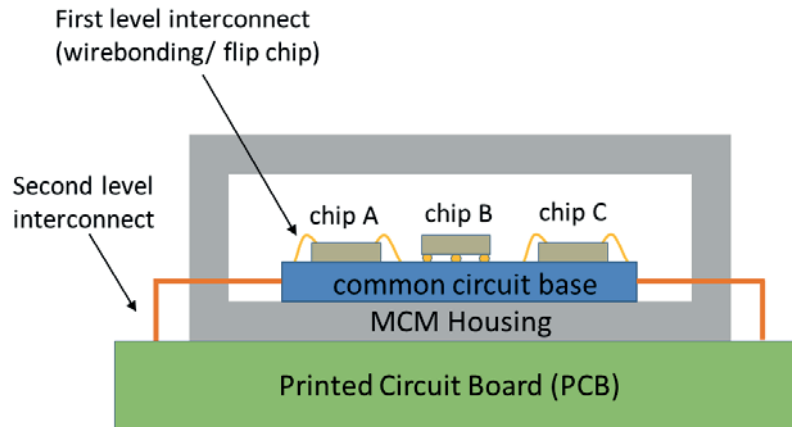 First level interconnect
(wirebonding/ flip chip)
Second level
interconnect
chip A
chip B
chip C
common circuit base
MCM Housing
Printed Circuit Board (PCB)